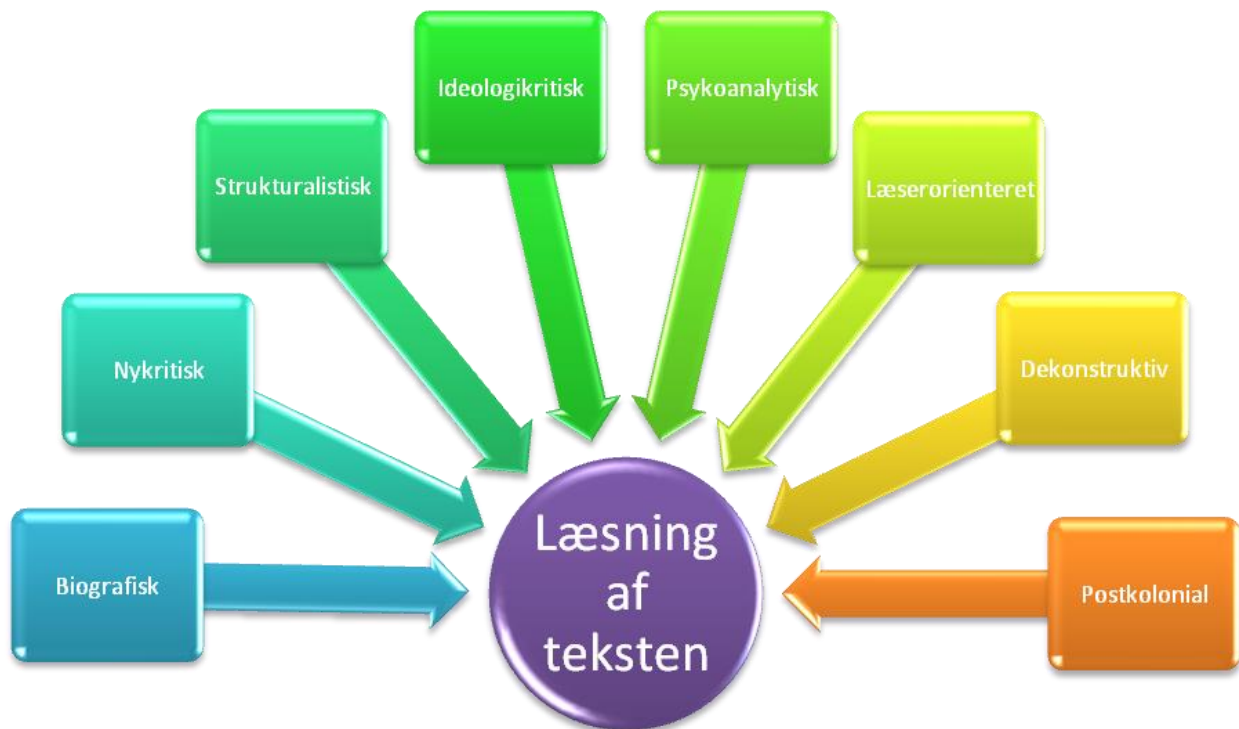 Ideologikritisk
Psykoanalytisk
Strukturalistisk
Læserorienteret
Nykritisk
Dekonstruktiv
Biografisk
Læsning
af
teksten
Postkolonial